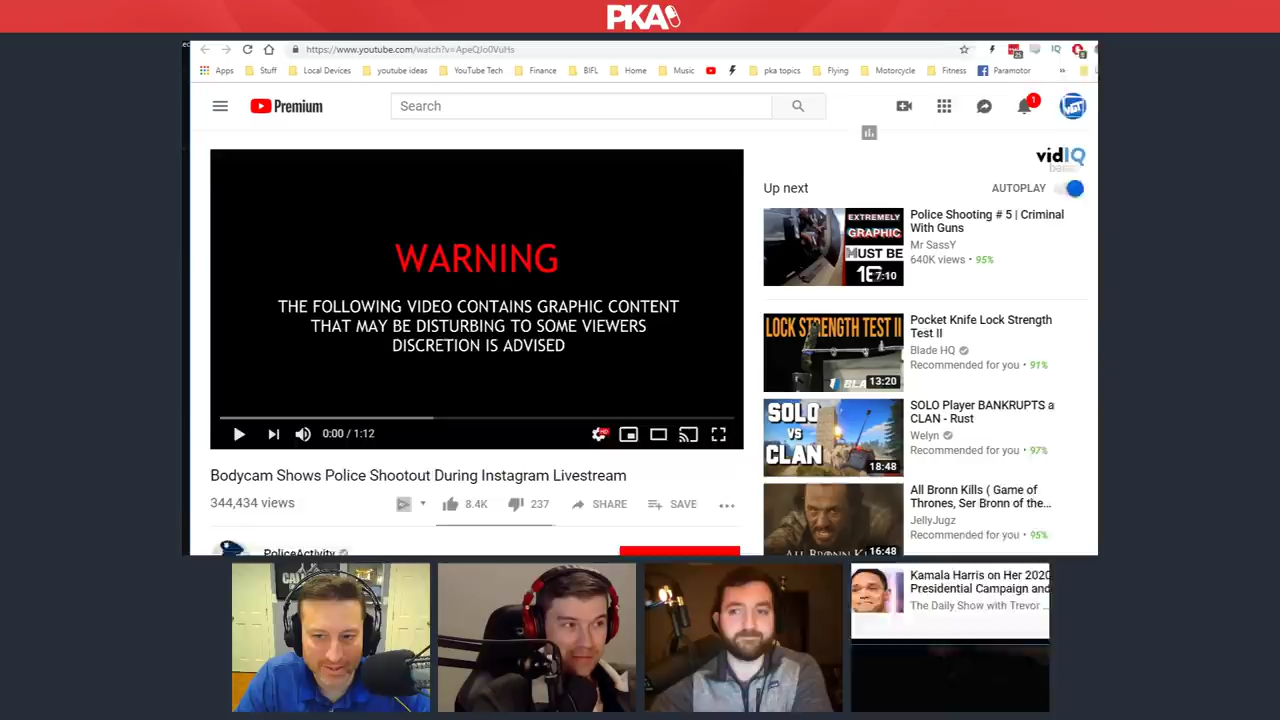 PKA
https://www.youtube.com/watch?v=ApeQJo0VuHs
Apps Stuff Local Devices youtube ideas YouTube Tech Finance BIFL Home Music pka topics Flying Motorcycle Fitness Paramotor »
Premium
Search
1
VGT
vidIQ
Up next
AUTOPLAY
WARNING
THE FOLLOWING VIDEO CONTAINS GRAPHIC CONTENT
THAT MAY BE DISTURBING TO SOME VIEWERS
DISCRETION IS ADVISED
0:00 / 1:12
HD
Bodycam Shows Police Shootout During Instagram Livestream
344,434 views
8.4K
237
SHARE
SAVE
PoliceActivity
EXTREMELY
GRAPHIC
MUST BE
7:10
Police Shooting # 5 | Criminal
With Guns
Mr SassY
640K views • 95%
LOCK STRENGTH TEST II
13:20
Pocket Knife Lock Strength
Test II
Blade HQ
Recommended for you • 91%
SOLO
VS
CLAN
18:48
SOLO Player BANKRUPTS a
CLAN - Rust
Welyn
Recommended for you • 97%
16:48
All Bronn Kills ( Game of
Thrones, Ser Bronn of the...
JellyJugz
Recommended for you • 95%
Kamala Harris on Her 2020
Presidential Campaign and
The Daily Show with Trevor ...